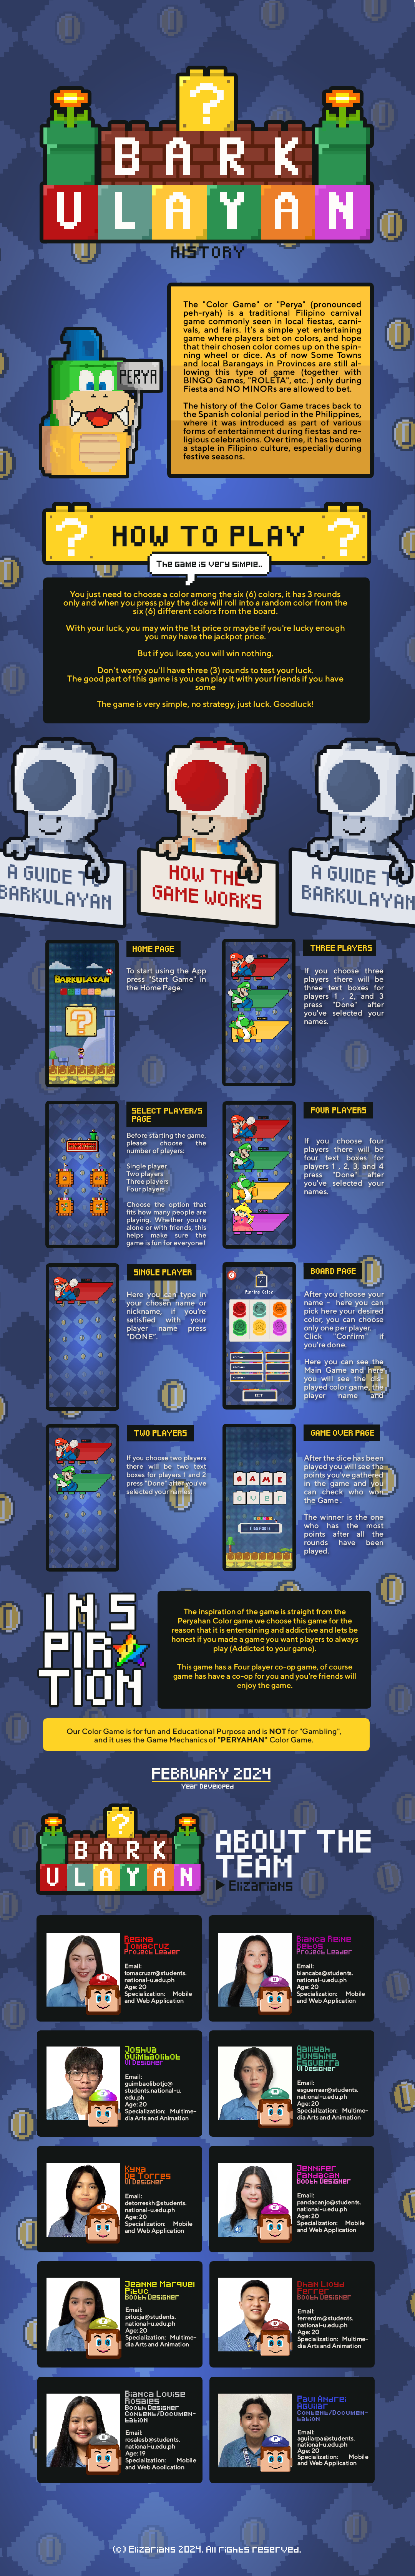 ?
BARK
ULAYAN
HISTORY
PERYA
The "Color Game" or "Perya" (pronounced
peh-ryah) is a traditional Filipino carnival
game commonly seen in local fiestas, carni-
vals, and fairs. It's a simple yet entertaining
game where players bet on colors, and hope
that their chosen color comes up on the spin-
ning wheel or dice. As of now Some Towns
and local Barangays in Provinces are still al-
lowing this type of game (together with
BINGO Games, "ROLETA", etc. ) only during
Fiesta and NO MINORs are allowed to bet.
The history of the Color Game traces back to
the Spanish colonial period in the Philippines,
where it was introduced as part of various
forms of entertainment during fiestas and re-
ligious celebrations. Over time, it has become
a staple in Filipino culture, especially during
festive seasons.
? HOW TO PLAY ?
The game is very simple..
You just need to choose a color among the six (6) colors, it has 3 rounds
only and when you press play the dice will roll into a random color from the
six (6) different colors from the board.
With your luck, you may win the 1st price or maybe if you're lucky enough
you may have the jackpot price.
But if you lose, you will win nothing.
Don't worry you'll have three (3) rounds to test your luck.
The good part of this game is you can play it with your friends if you have
some
The game is very simple, no strategy, just luck. Goodluck!
A GUIDE T
BARKULAYAN
HOW THE
GAME WORKS
A GUIDE T
BARKULAYAN
BARKULAYAN
?
HOME PAGE
To start using the App
press "Start Game" in
the Home Page.
THREE PLAYERS
If you choose three
players there will be
three text boxes for
players 1 , 2, and 3
press "Done" after
you've selected your
names.
SELECT PLAYER/S
PAGE
Before starting the game,
please choose the
number of players:
Single player
Two players
Three players
Four players
Choose the option that
fits how many people are
playing. Whether you're
alone or with friends, this
helps make sure the
game is fun for everyone!
FOUR PLAYERS
If you choose four
players there will be
four text boxes for
players 1 , 2, 3, and 4
press "Done" after
you've selected your
names.
SINGLE PLAYER
Here you can type in
your chosen name or
nickname, if you're
satisfied with your
player name press
"DONE".
Winning Color
BET
BOARD PAGE
After you choose your
name - here you can
pick here your desired
color, you can choose
only one per player.
Click "Confirm" if
you're done.
Here you can see the
Main Game and here
you will see the dis-
played color game, the
player name and
TWO PLAYERS
If you choose two players
there will be two text
boxes for players 1 and 2
press "Done" after you've
selected your names.
GAME
OVER
GAME OVER PAGE
After the dice has been
played you will see the
points you've gathered
in the game and you
can check who won
the Game .
The winner is the one
who has the most
points after all the
rounds have been
played.
INS
PIR
TION
The inspiration of the game is straight from the
Peryahan Color game we choose this game for the
reason that it is entertaining and addictive and lets be
honest if you made a game you want players to always
play (Addicted to your game).
This game has a Four player co-op game, of course
game has have a co-op for you and you're friends will
enjoy the game.
Our Color Game is for fun and Educational Purpose and is NOT for "Gambling",
and it uses the Game Mechanics of "PERYAHAN" Color Game.
FEBRUARY 2024
Year Developed
?
BARK
ULAYAN
ABOUT THE
TEAM
Elizarians
Regina
Tomacruz
Project Leader
Email:
tomacruzrr@students.
national-u.edu.ph
Age: 20
Specialization: Mobile
and Web Application
Bianca Reine
Project Leader
Email:
biancabs@students.
national-u.edu.ph
Age: 20
Specialization: Mobile
and Web Application
Joshua
Guimbaolibot
UI Designer
Email:
guimbaolibotjc@
students.national-u.
edu.ph
Age: 20
Specialization: Multime-
dia Arts and Animation
Aaliyah
Sunshine
Esguerra
UI Designer
Email:
esguerraar@students.
national-u.edu.ph
Age: 20
Specialization: Multime-
dia Arts and Animation
Kyna
De Torres
UI Designer
Email:
detorreskh@students.
national-u.edu.ph
Age: 20
Specialization: Mobile
and Web Application
Jennifer
Pandacan
Booth Designer
Email:
pandacanjo@students.
national-u.edu.ph
Age: 20
Specialization: Mobile
and Web Application
Jeanne Marquei
Pituc
Booth Designer
Email:
pitucja@students.
national-u.edu.ph
Age: 20
Specialization: Multime-
dia Arts and Animation
Dhan Lloyd
Ferrer
Booth Designer
Email:
ferrerdm@students.
national-u.edu.ph
Age: 20
Specialization: Multime-
dia Arts and Animation
Bianca Louise
Rosales
Booth Designer
Content/Documen-
tation
Email:
rosalesb@students.
national-u.edu.ph
Age: 19
Specialization: Mobile
and Web Aoolication
Paul Andrei
Aguilar
Content/Documen-
tation
Email:
aguilarpa@students.
national-u.edu.ph
Age: 20
Specialization: Mobile
and Web Application
(c) Elizarians 2024. All rights reserved.